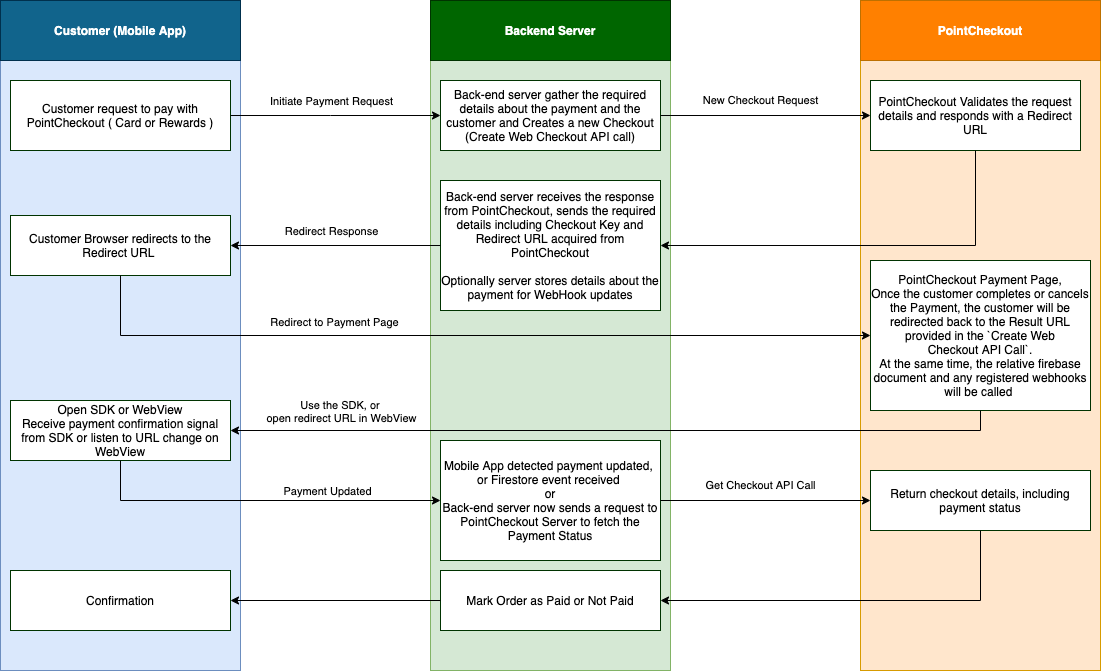 Customer (Mobile App)
Backend Server
PointCheckout
Customer request to pay with
PointCheckout ( Card or Rewards )
Initiate Payment Request
Back-end server gather the required
details about the payment and the
customer and Creates a new Checkout
(Create Web Checkout API call)
New Checkout Request
PointCheckout Validates the request
details and responds with a Redirect
URL
Back-end server receives the response
from PointCheckout, sends the required
details including Checkout Key and
Redirect URL acquired from
PointCheckout
Optionally server stores details about the
payment for WebHook updates
Redirect Response
Customer Browser redirects to the
Redirect URL
Redirect to Payment Page
PointCheckout Payment Page,
Once the customer completes or cancels
the Payment, the customer will be
redirected back to the Result URL
provided in the `Create Web
Checkout API Call`.
At the same time, the relative firebase
document and any registered webhooks
will be called
Use the SDK, or
open redirect URL in WebView
Open SDK or WebView
Receive payment confirmation signal
from SDK or listen to URL change on
WebView
Payment Updated
Mobile App detected payment updated,
or Firestore event received
or
Back-end server now sends a request to
PointCheckout Server to fetch the
Payment Status
Get Checkout API Call
Return checkout details, including
payment status
Mark Order as Paid or Not Paid
Confirmation